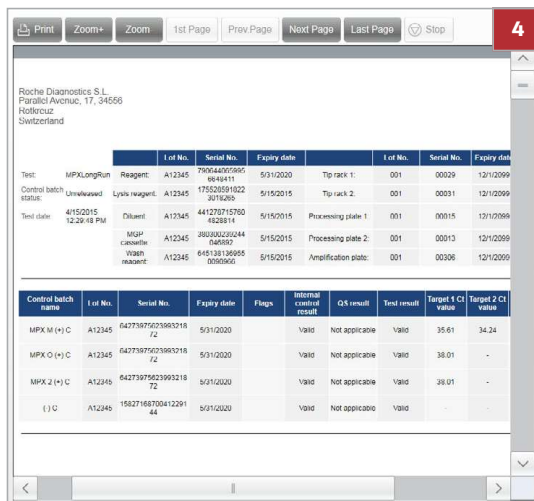 Print Zoom+ Zoom 1st Page Prev.Page Next Page Last Page Stop 4
Roche Diagnostics S.L.
Parallel Avenue, 17, 34556
Rotkreuz
Switzerland
Lot No. Serial No. Expiry date Lot No. Serial No. Expiry date
Test: MPXLongRun Reagent: A12345 790644065995 5/31/2020 Tip rack 1: 001 00029 12/1/2099
6648411
Control batch status: Unreleased Lysis reagent: A12345 175528591822 5/15/2015 Tip rack 2: 001 00031 12/1/2099
3018265
Test date: 4/15/2015 12:29:48 PM Diluent: A12345 441278715760 5/15/2015 Processing plate 1: 001 00015 12/1/2099
4828814
MGP cassette: A12345 380300239244 5/15/2015 Processing plate 2: 001 00013 12/1/2099
046892
Wash reagent: A12345 5/15/2015 Amplification plate: 001 00306 12/1/2099
0090966
Control batch name Lot No. Serial No. Expiry date Flags Internal control result QS result Test result Target 1 Ct value Target 2 Ct value
MPX M (+) C A12345 64273975623993218 5/31/2020 Valid Not applicable Valid 35.61 34.24
72
MPX O (+) C A12345 64273975623993218 5/31/2020 Valid Not applicable Valid 38.01 -
72
MPX 2 (+) C A12345 64273975623993218 5/31/2020 Valid Not applicable Valid 38.01 -
72
(-) C A12345 15827168700412291 5/31/2020 Valid Not applicable Valid - -
44